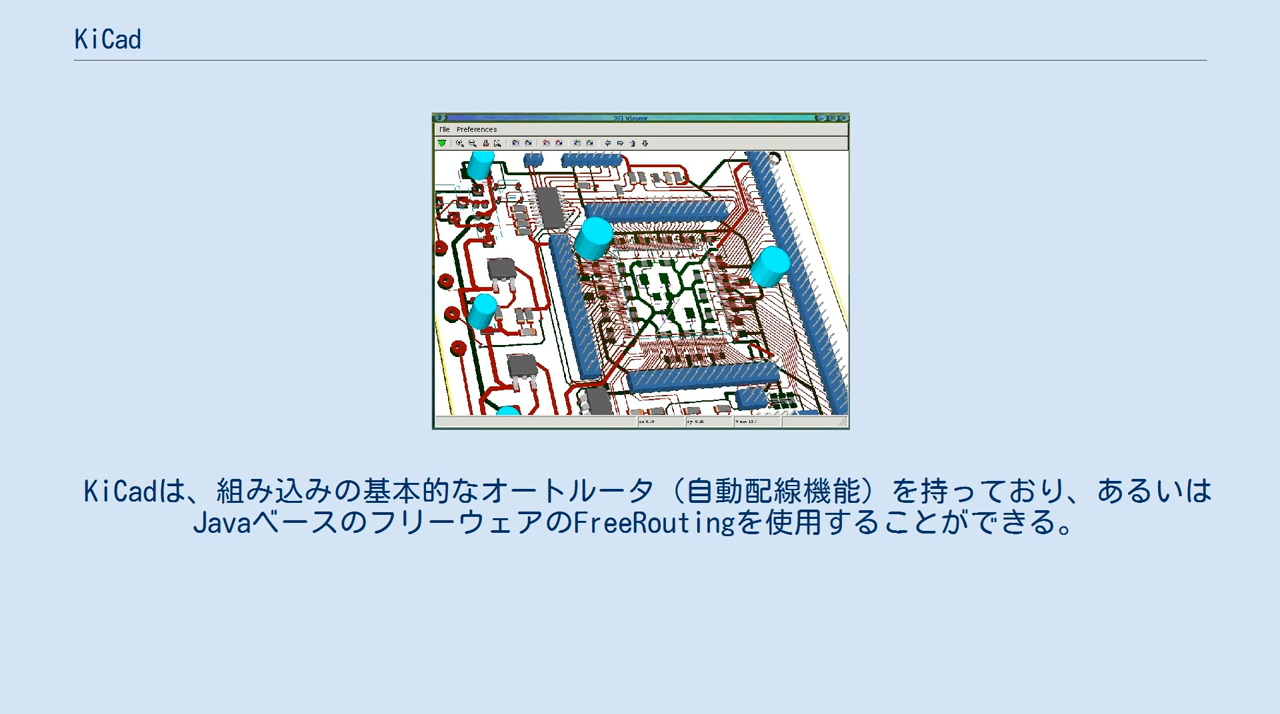 KiCad
3D Viewer
File Preferences
KiCadは、組み込みの基本的なオートルータ（自動配線機能）を持っており、あるいは
JavaベースのフリーウェアのFreeRoutingを使用することができる。